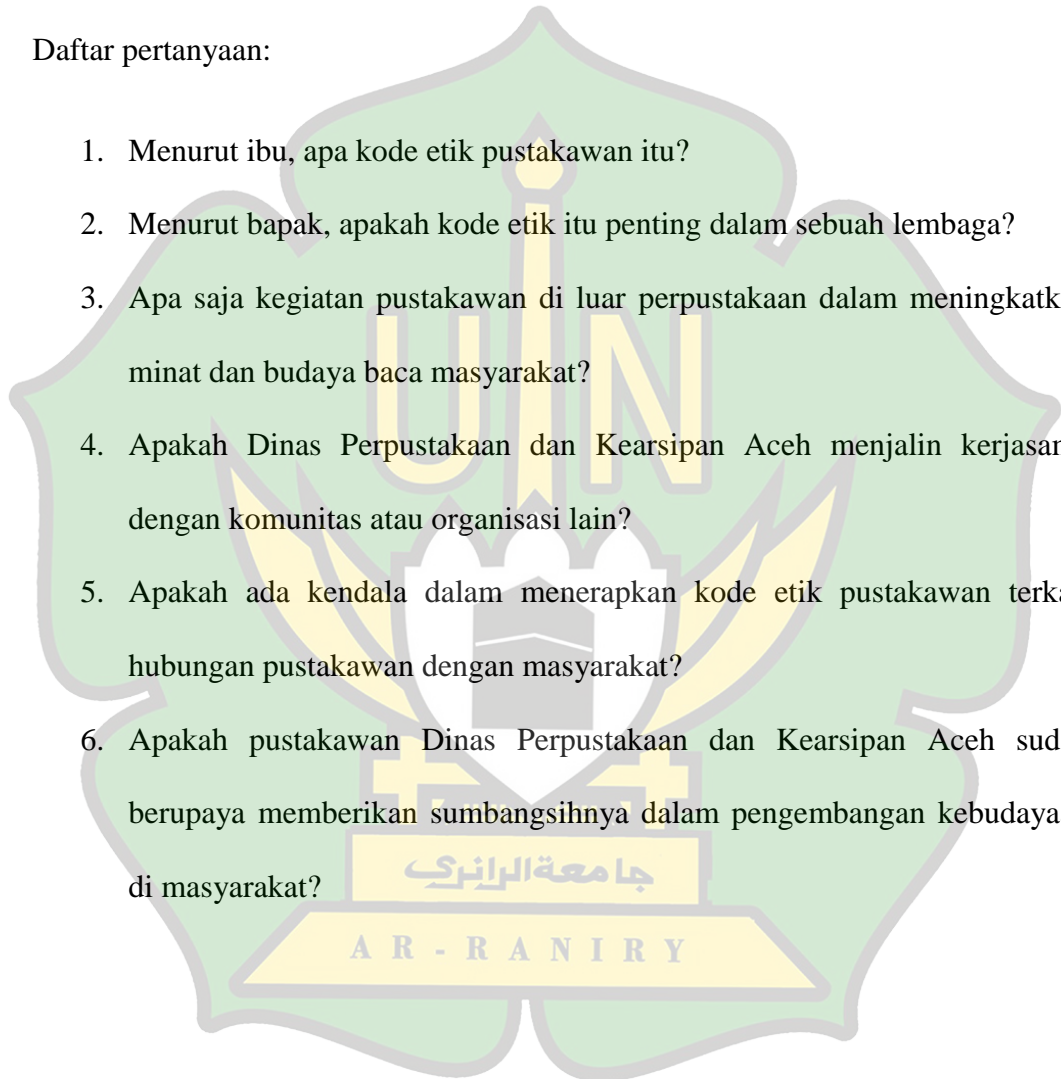 Daftar pertanyaan:
1. Menurut ibu, apa kode etik pustakawan itu?
2. Menurut bapak, apakah kode etik itu penting dalam sebuah lembaga?
3. Apa saja kegiatan pustakawan di luar perpustakaan dalam meningkatk
minat dan budaya baca masyarakat?
4. Apakah Dinas Perpustakaan dan Kearsipan Aceh menjalin kerjasam
dengan komunitas atau organisasi lain?
5. Apakah ada kendala dalam menerapkan kode etik pustakawan terka
hubungan pustakawan dengan masyarakat?
6. Apakah pustakawan Dinas Perpustakaan dan Kearsipan Aceh sud
berupaya memberikan sumbangsihnya dalam pengembangan kebudaya
di masyarakat?
UIN
جامعة الرانري
AR-RANIRY